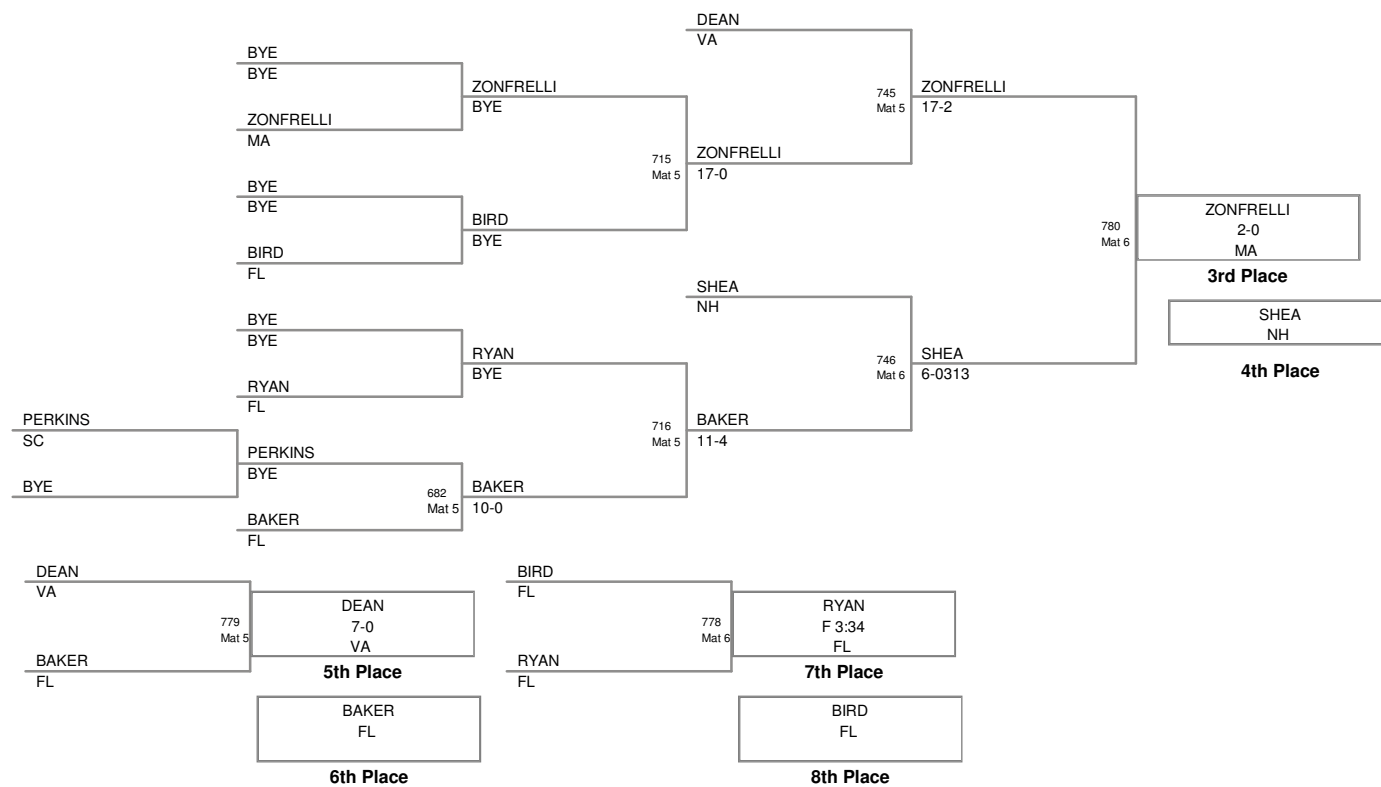 DEAN
VA
BYE
BYE
ZONFRELLI
BYE
745
Mat 5
ZONFRELLI
17-2
ZONFRELLI
MA
715
Mat 5
ZONFRELLI
17-0
BYE
BYE
BIRD
BYE
BIRD
FL
780
Mat 6
ZONFRELLI
2-0
MA
3rd Place
SHEA
NH
4th Place
SHEA
NH
BYE
BYE
RYAN
BYE
746
Mat 6
SHEA
6-0313
RYAN
FL
PERKINS
SC
716
Mat 5
BAKER
11-4
PERKINS
BYE
BYE
682
Mat 5
BAKER
10-0
BAKER
FL
DEAN
VA
779
Mat 5
DEAN
7-0
VA
BAKER
FL
5th Place
BAKER
FL
6th Place
BIRD
FL
778
Mat 6
RYAN
F 3:34
FL
RYAN
FL
7th Place
BIRD
FL
8th Place